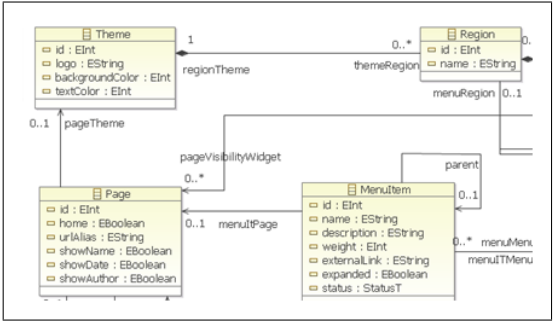 Theme
id : EInt
logo : EString
backgroundColor : EInt
textColor : EInt
1
regionTheme
0..*
themeRegion
Region
id : EInt
name : EString
0.
menuRegion
0..1
0..1
pageTheme
pageVisibilityWidget
0..*
Page
id : EInt
home : EBoolean
urlAlias : EString
showName : EBoolean
showDate : EBoolean
showAuthor : EBoolean
0..1
menuItPage
MenuItem
id : EInt
name : EString
description : EString
weight : EInt
externalLink : EString
expanded : EBoolean
status : StatusT
parent
0..1
0..*
menuMenu
menuITMenu